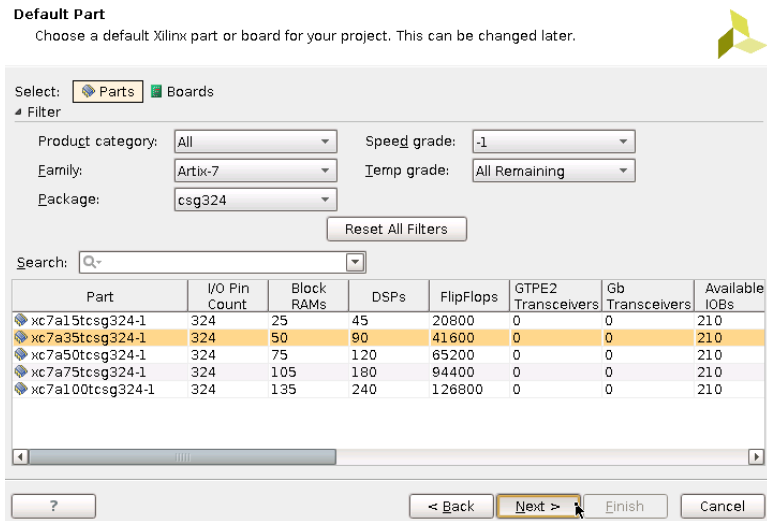 Default Part
Choose a default Xilinx part or board for your project. This can be changed later.
Select: Parts Boards
Filter
Product category: All Speed grade: -1
Family: Artix-7 Temp grade: All Remaining
Package: csg324
Reset All Filters
Search: Q-
Part I/O Pin Count Block RAMs DSPs FlipFlops GTPE2 Transceivers Gb Transceivers Available IOBs
xc7a15tcsg324-1 324 25 45 20800 0 0 210
xc7a35tcsg324-1 324 50 90 41600 0 0 210
xc7a50tcsg324-1 324 75 120 65200 0 0 210
xc7a75tcsg324-1 324 105 180 94400 0 0 210
xc7a100tcsg324-1 324 135 240 126800 0 0 210
? < Back Next > Finish Cancel